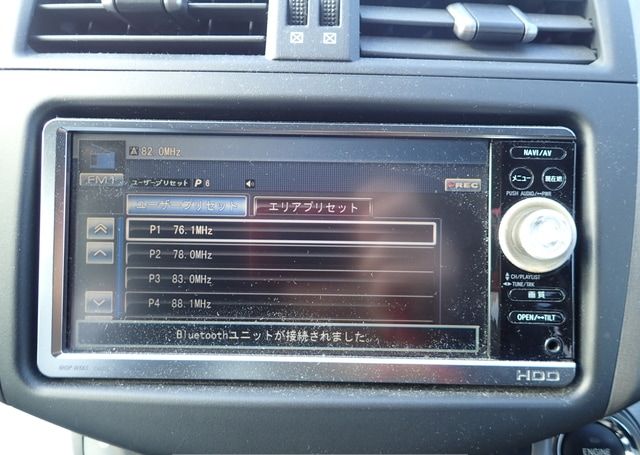 A 82.0MHz
FM1
ユーザープリセット P 6
REC
ユーザープリセット
エリアプリセット
P1 76.1MHz
P2 78.0MHz
P3 83.0MHz
P4 88.1MHz
Bluetoothユニットが接続されました。
NAVI/AV
メニュー
現在地
PUSH AUDIO/PWR
CH/PLAYLIST
TUNE/TRK
画質
OPEN/TILT
HDD
ENGINE